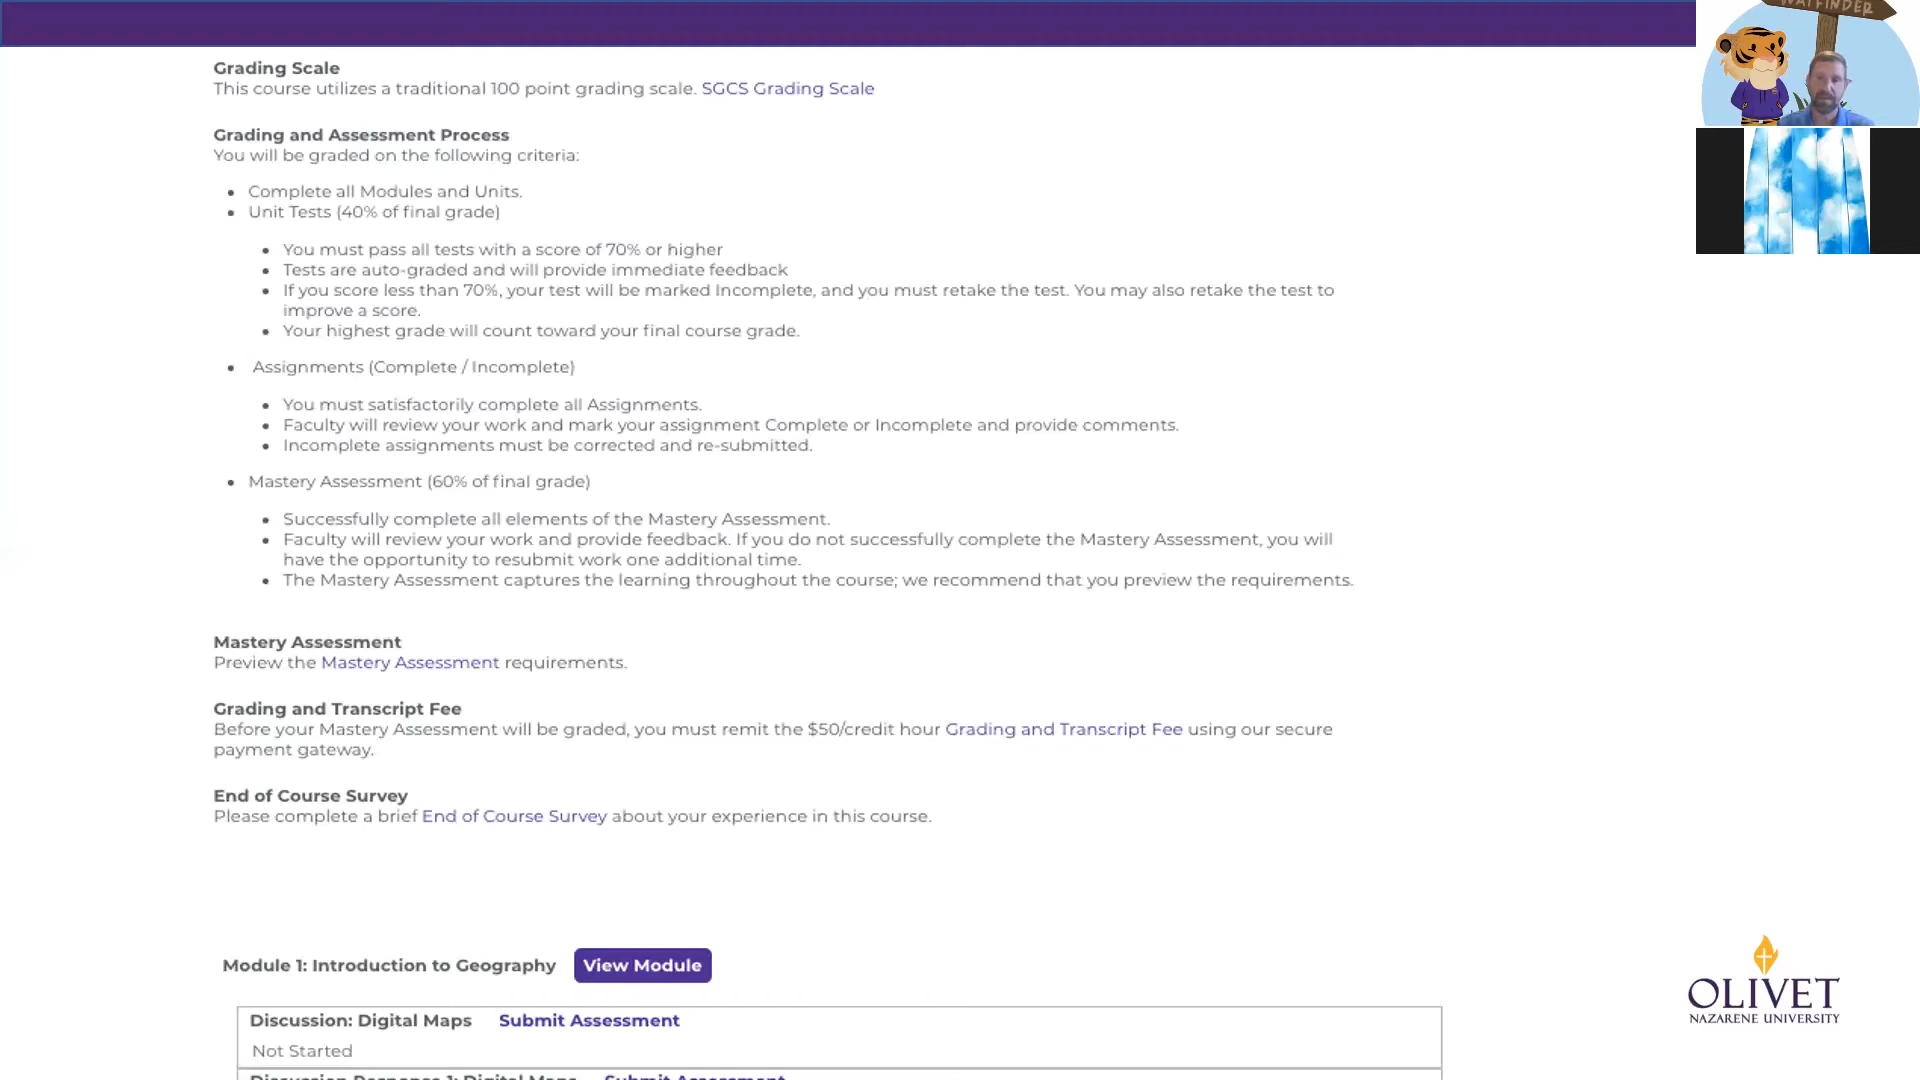 WAYFINDER
Grading Scale
This course utilizes a traditional 100 point grading scale. SGCS Grading Scale
Grading and Assessment Process
You will be graded on the following criteria:
• Complete all Modules and Units.
• Unit Tests (40% of final grade)
• You must pass all tests with a score of 70% or higher
• Tests are auto-graded and will provide immediate feedback
• If you score less than 70%, your test will be marked Incomplete, and you must retake the test. You may also retake the test to
improve a score.
• Your highest grade will count toward your final course grade.
• Assignments (Complete / Incomplete)
• You must satisfactorily complete all Assignments.
• Faculty will review your work and mark your assignment Complete or Incomplete and provide comments.
• Incomplete assignments must be corrected and re-submitted.
• Mastery Assessment (60% of final grade)
• Successfully complete all elements of the Mastery Assessment.
• Faculty will review your work and provide feedback. If you do not successfully complete the Mastery Assessment, you will
have the opportunity to resubmit work one additional time.
• The Mastery Assessment captures the learning throughout the course; we recommend that you preview the requirements.
Mastery Assessment
Preview the Mastery Assessment requirements.
Grading and Transcript Fee
Before your Mastery Assessment will be graded, you must remit the $50/credit hour Grading and Transcript Fee using our secure
payment gateway.
End of Course Survey
Please complete a brief End of Course Survey about your experience in this course.
Module 1: Introduction to Geography View Module
Discussion: Digital Maps Submit Assessment
Not Started
Discussion Response 1: Digital Maps Submit Assessment
OLIVET
NAZARENE UNIVERSITY